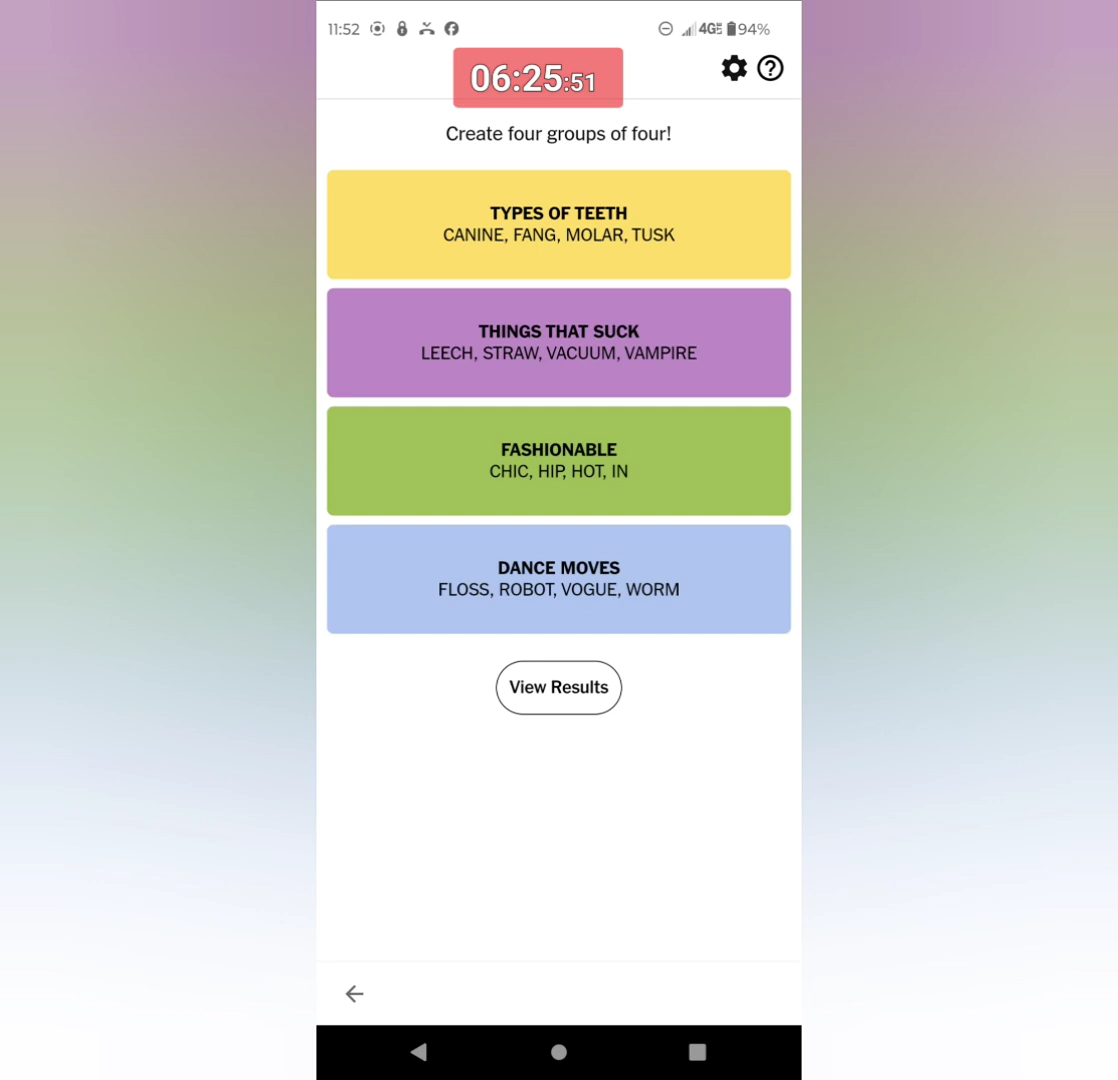 11:52 4G 94%
06:25:51
Create four groups of four!
TYPES OF TEETH
CANINE, FANG, MOLAR, TUSK
THINGS THAT SUCK
LEECH, STRAW, VACUUM, VAMPIRE
FASHIONABLE
CHIC, HIP, HOT, IN
DANCE MOVES
FLOSS, ROBOT, VOGUE, WORM
View Results